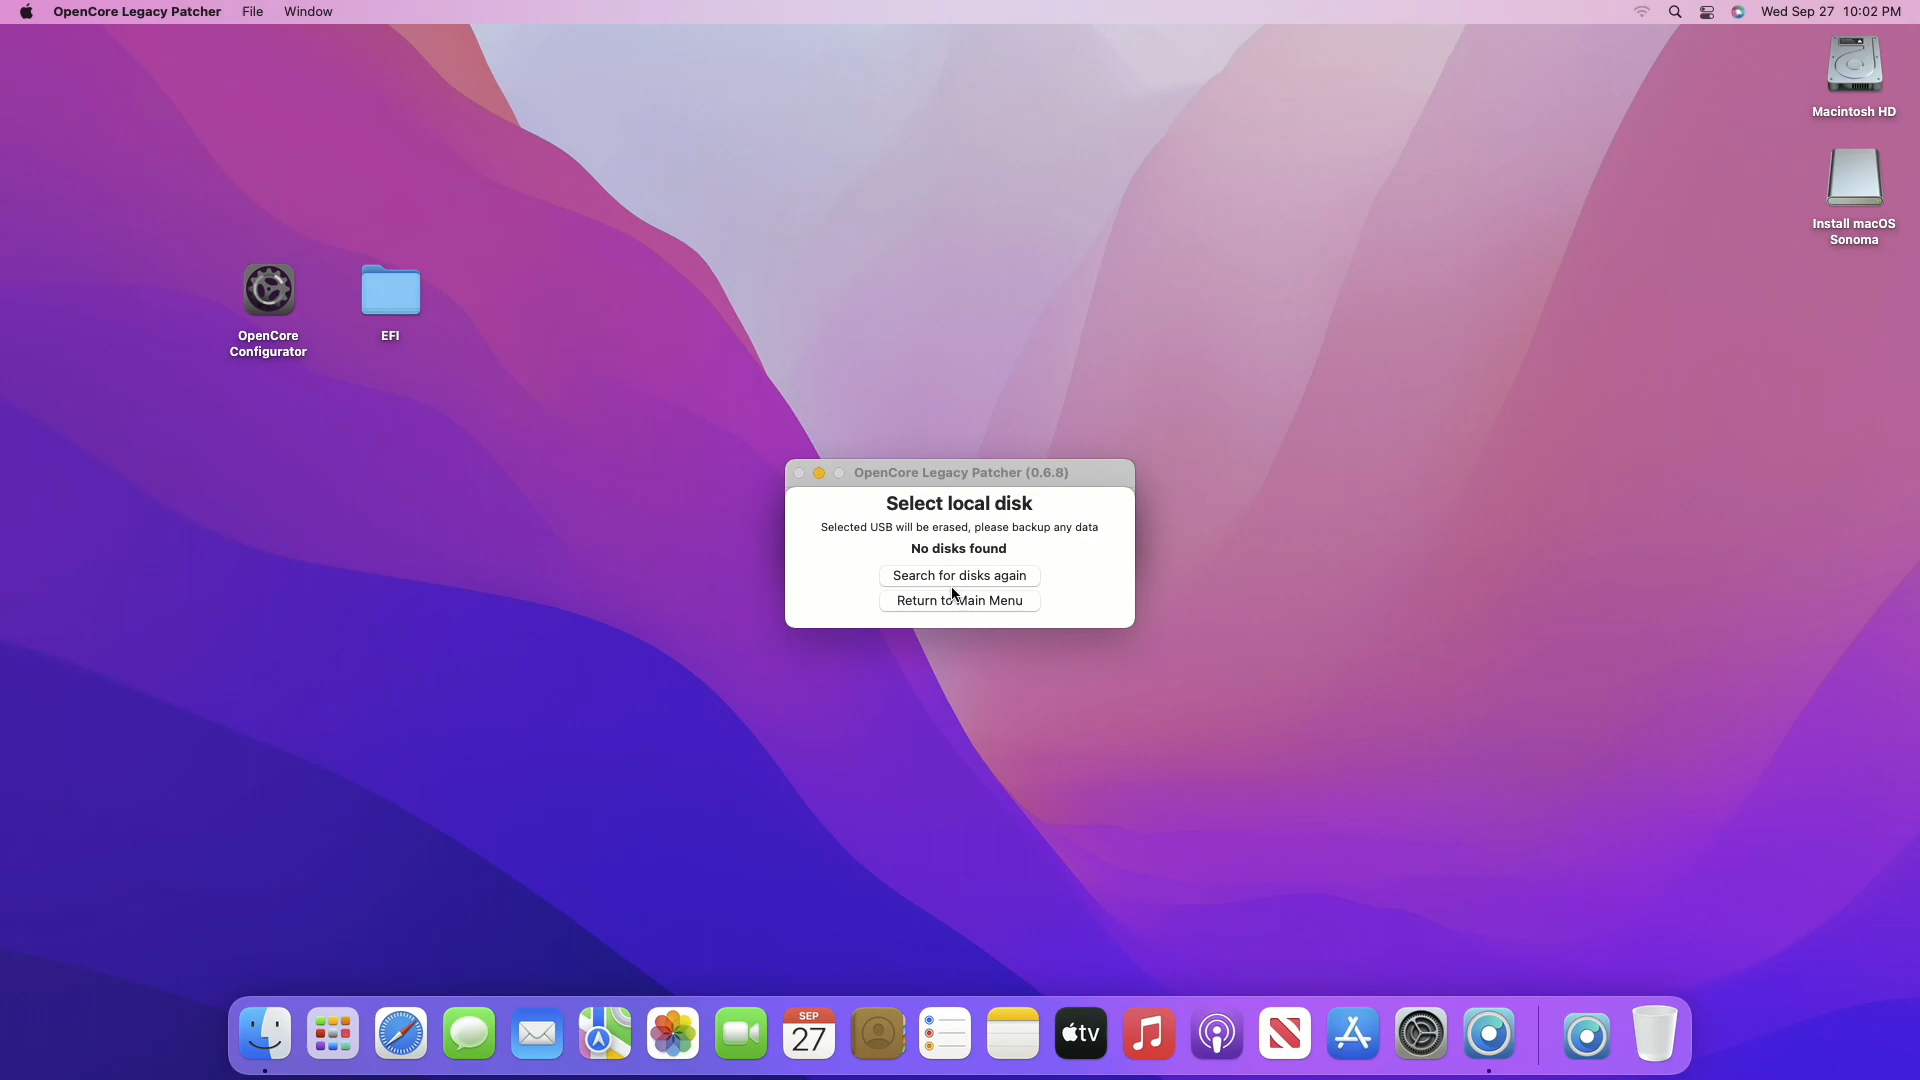 OpenCore Legacy Patcher File Window Wed Sep 27 10:02 PM
Macintosh HD
Install macOS
Sonoma
OpenCore
Configurator
EFI
OpenCore Legacy Patcher (0.6.8)
Select local disk
Selected USB will be erased, please backup any data
No disks found
Search for disks again
Return to Main Menu
SEP
27
tv